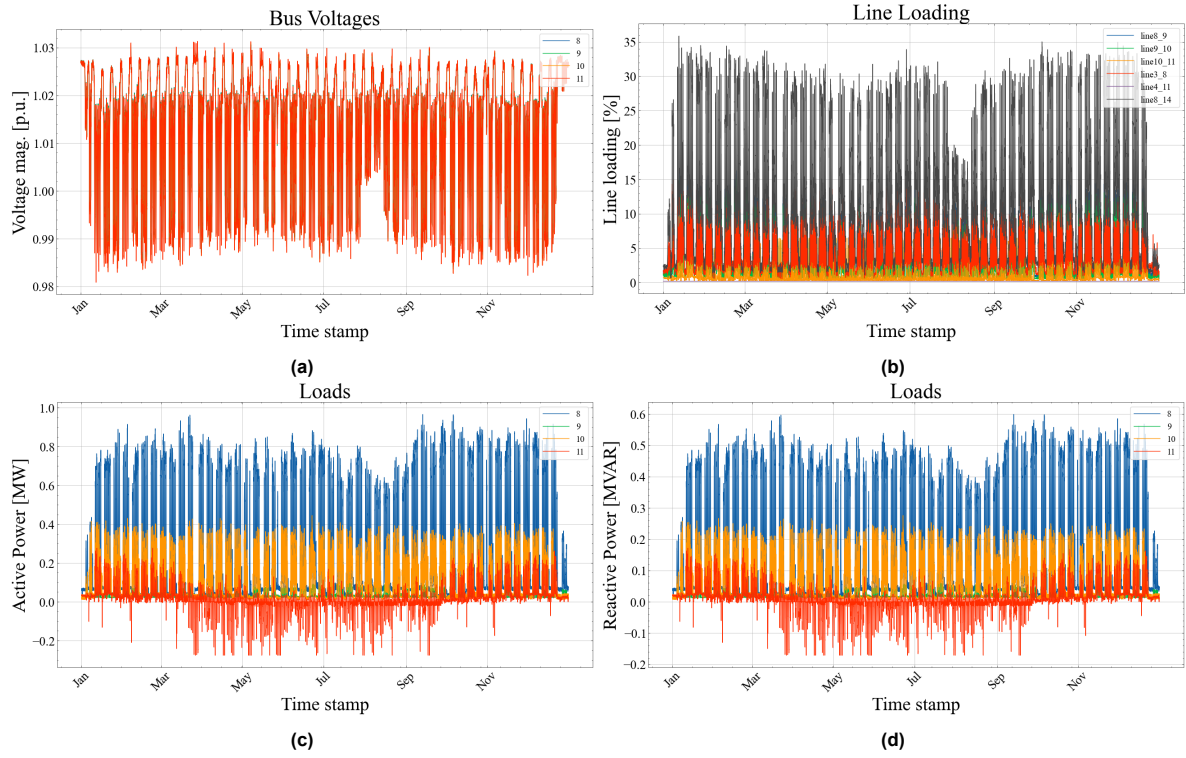 Bus Voltages
Voltage mag. [p.u.]
1.03
1.02
1.01
1.00
0.99
0.98
8
9
10
11
Jan
Mar
May
Jul
Sep
Nov
Time stamp
(a)
Line Loading
Line loading [%]
35
30
25
20
15
10
5
0
line8_9
line9_10
line10_11
line3_8
line4_11
line8_14
Jan
Mar
May
Jul
Sep
Nov
Time stamp
(b)
Loads
Active Power [MW]
1.0
0.8
0.6
0.4
0.2
0.0
−0.2
8
9
10
11
Jan
Mar
May
Jul
Sep
Nov
Time stamp
(c)
Loads
Reactive Power [MVAR]
0.6
0.5
0.4
0.3
0.2
0.1
0.0
−0.1
−0.2
8
9
10
11
Jan
Mar
May
Jul
Sep
Nov
Time stamp
(d)